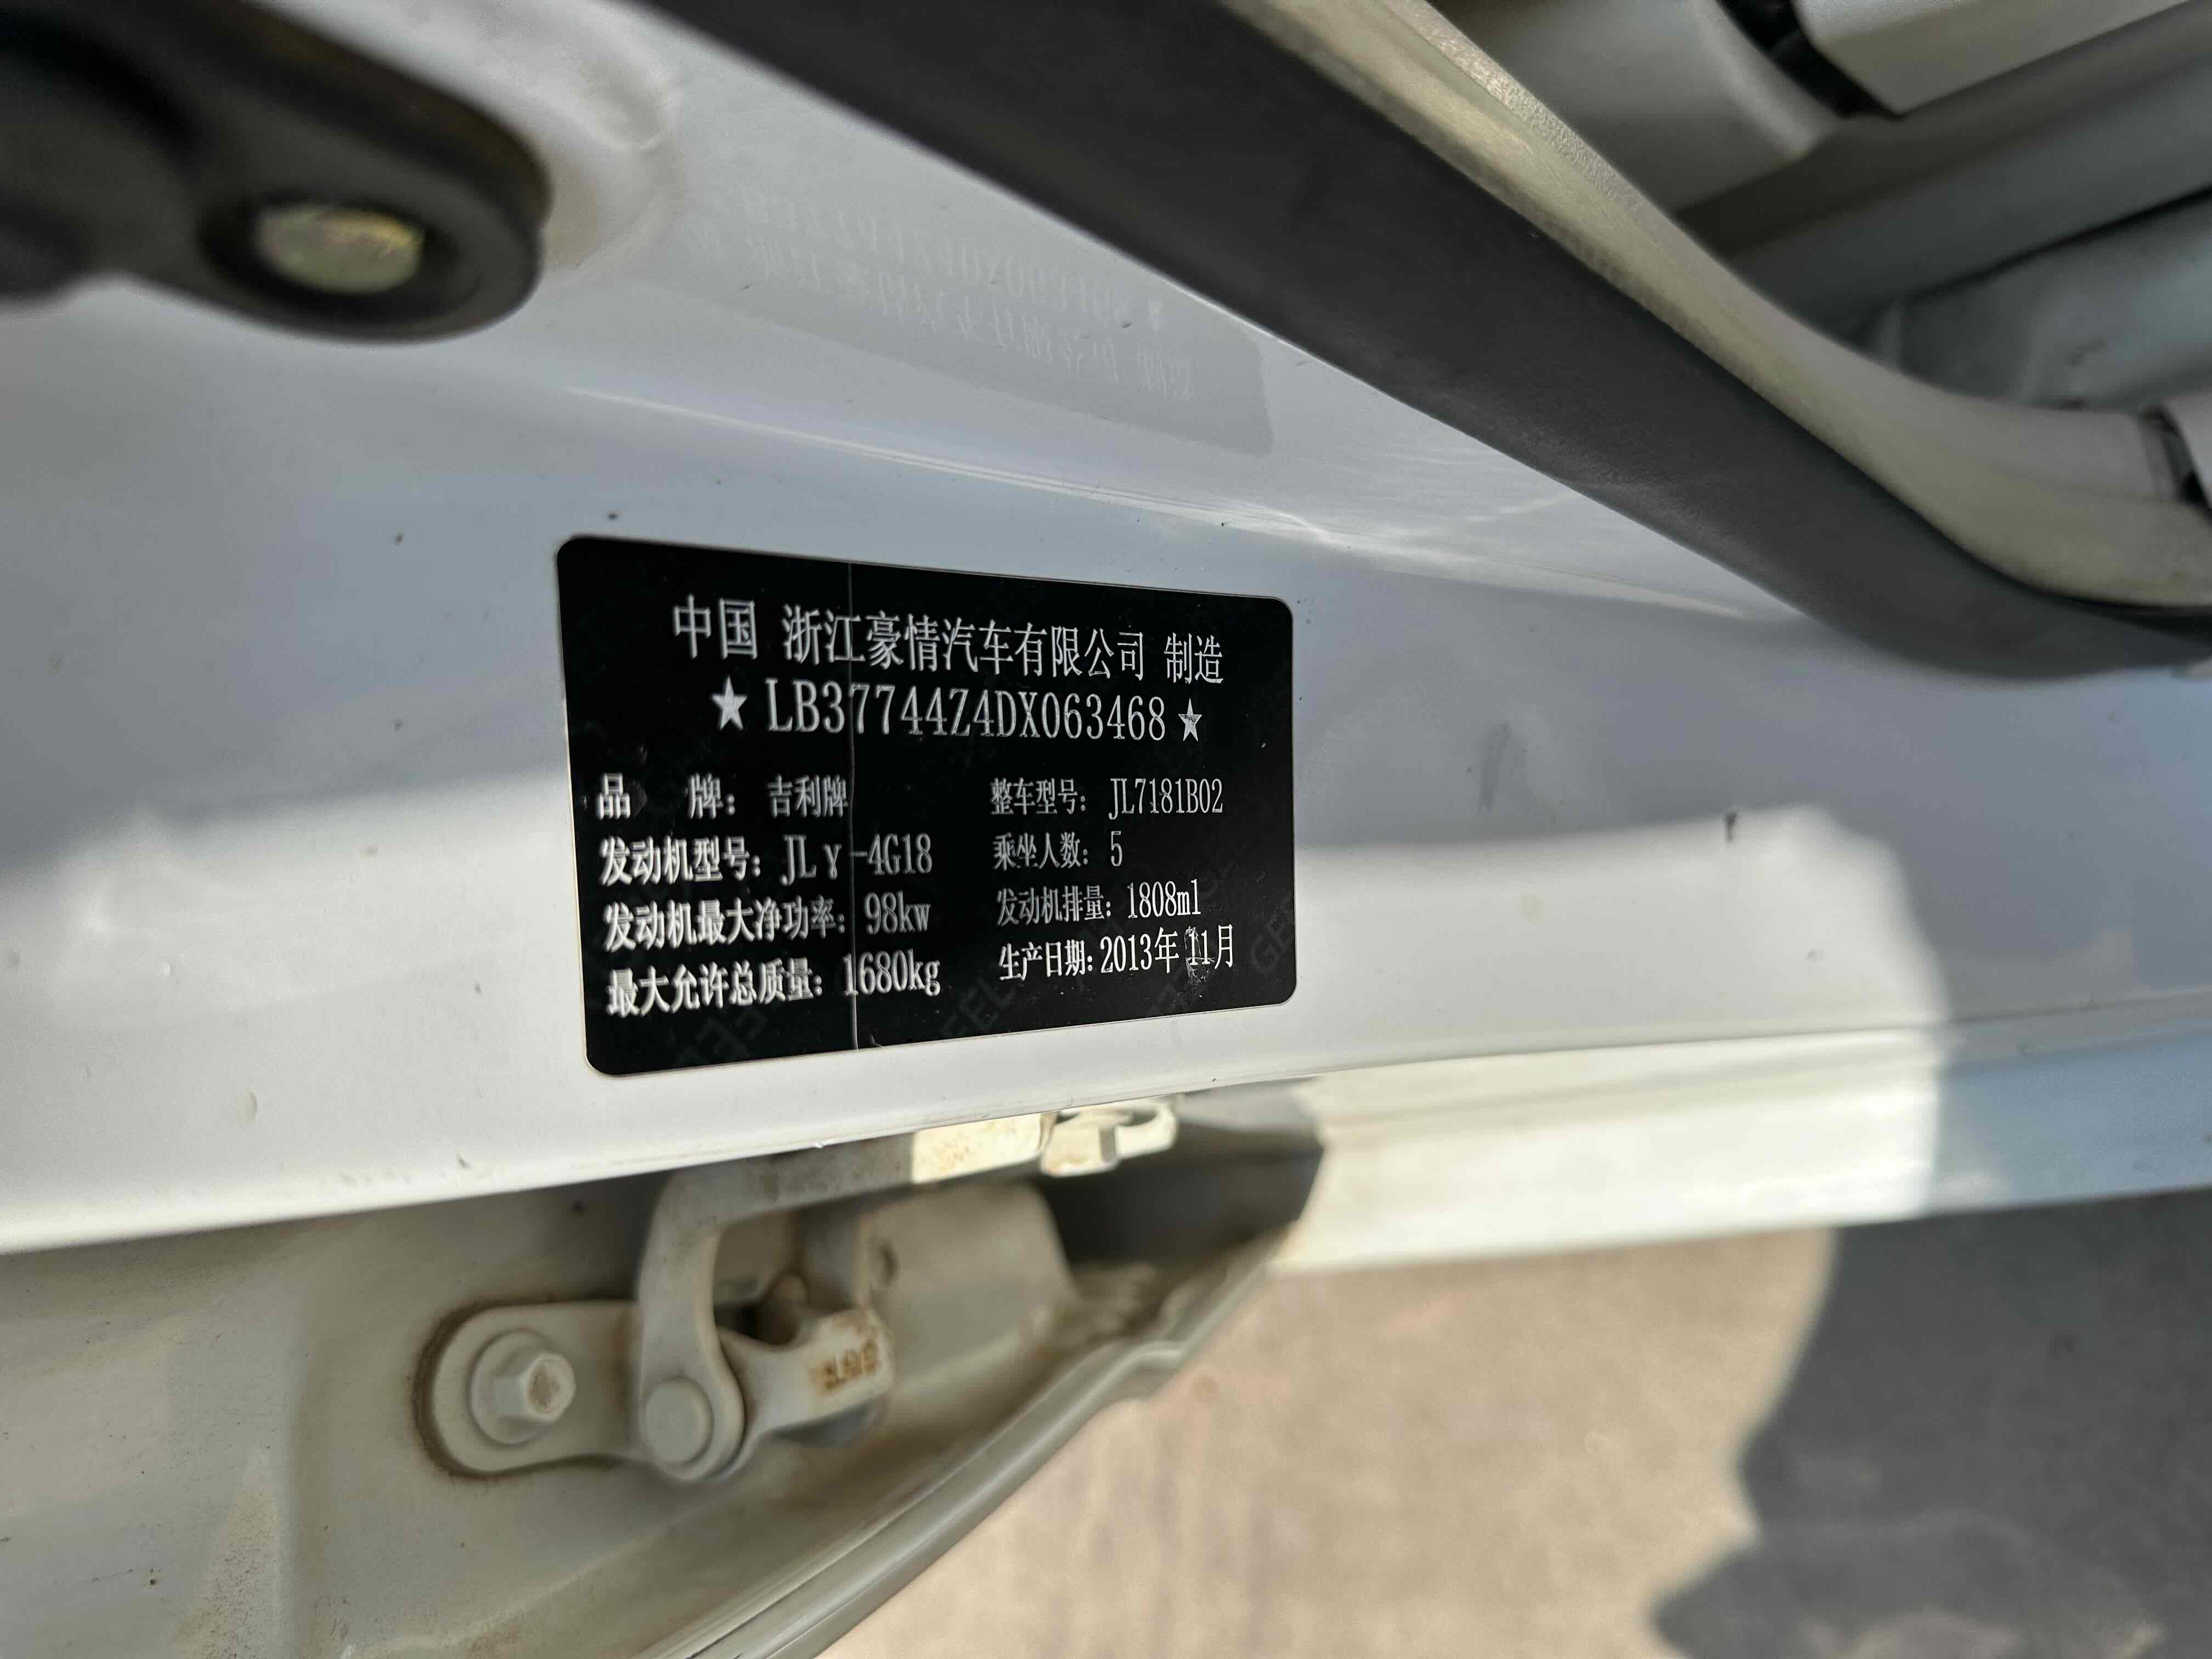 中国 浙江豪情汽车有限公司 制造
★LB37744Z4DX063468★
品 牌：吉利牌 整车型号：JL7181B02
发动机型号：JLγ-4G18 乘坐人数：5
发动机最大净功率：98kw 发动机排量：1808ml
最大允许总质量：1680kg 生产日期：2013年11月